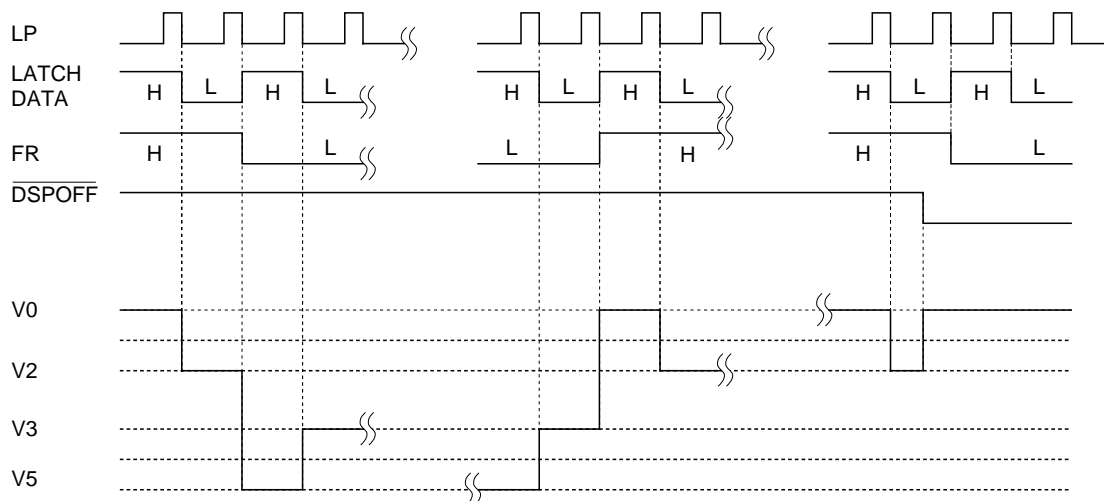 LP
LATCH
DATA
H L H L H L H L H L H L
FR
H L L H H L
DSPOFF
V0
V2
V3
V5